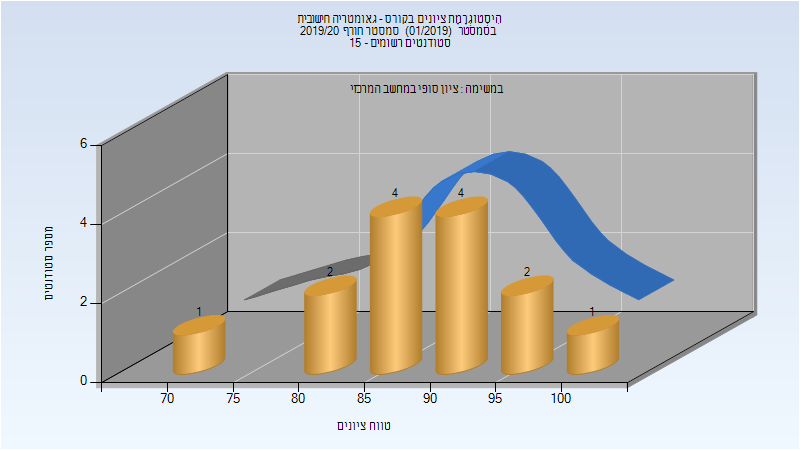 היסטוגרמת ציונים בקורס - גאומטריה חישובית
בסמסטר (01/2019) סמסטר חורף 2019/20
סטודנטים רשומים - 15
במשימה : ציון סופי במחשב המרכזי
מספר סטודנטים
6
4
2
0
1
2
4
4
2
1
70
75
80
85
90
95
100
טווח ציונים